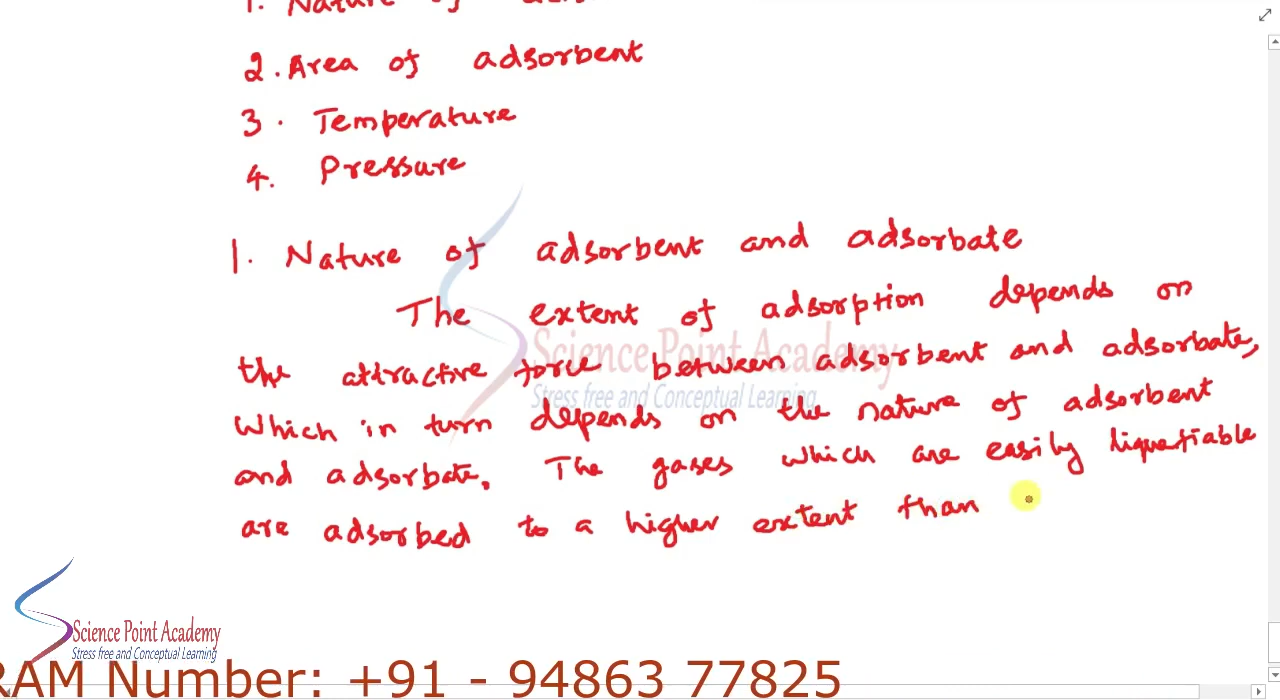 1. Nature of
2. Area of adsorbent
3. Temperature
4. Pressure
1. Nature of adsorbent and adsorbate
The extent of adsorption depends on
the attractive force between adsorbent and adsorbate,
Which in turn depends on the nature of adsorbent
and adsorbate. The gases which are easily liquefiable
are adsorbed to a higher extent than
Science Point Academy
Stress free and Conceptual Learning
Science Point Academy
Stress free and Conceptual Learning
RAM Number: +91 - 94863 77825